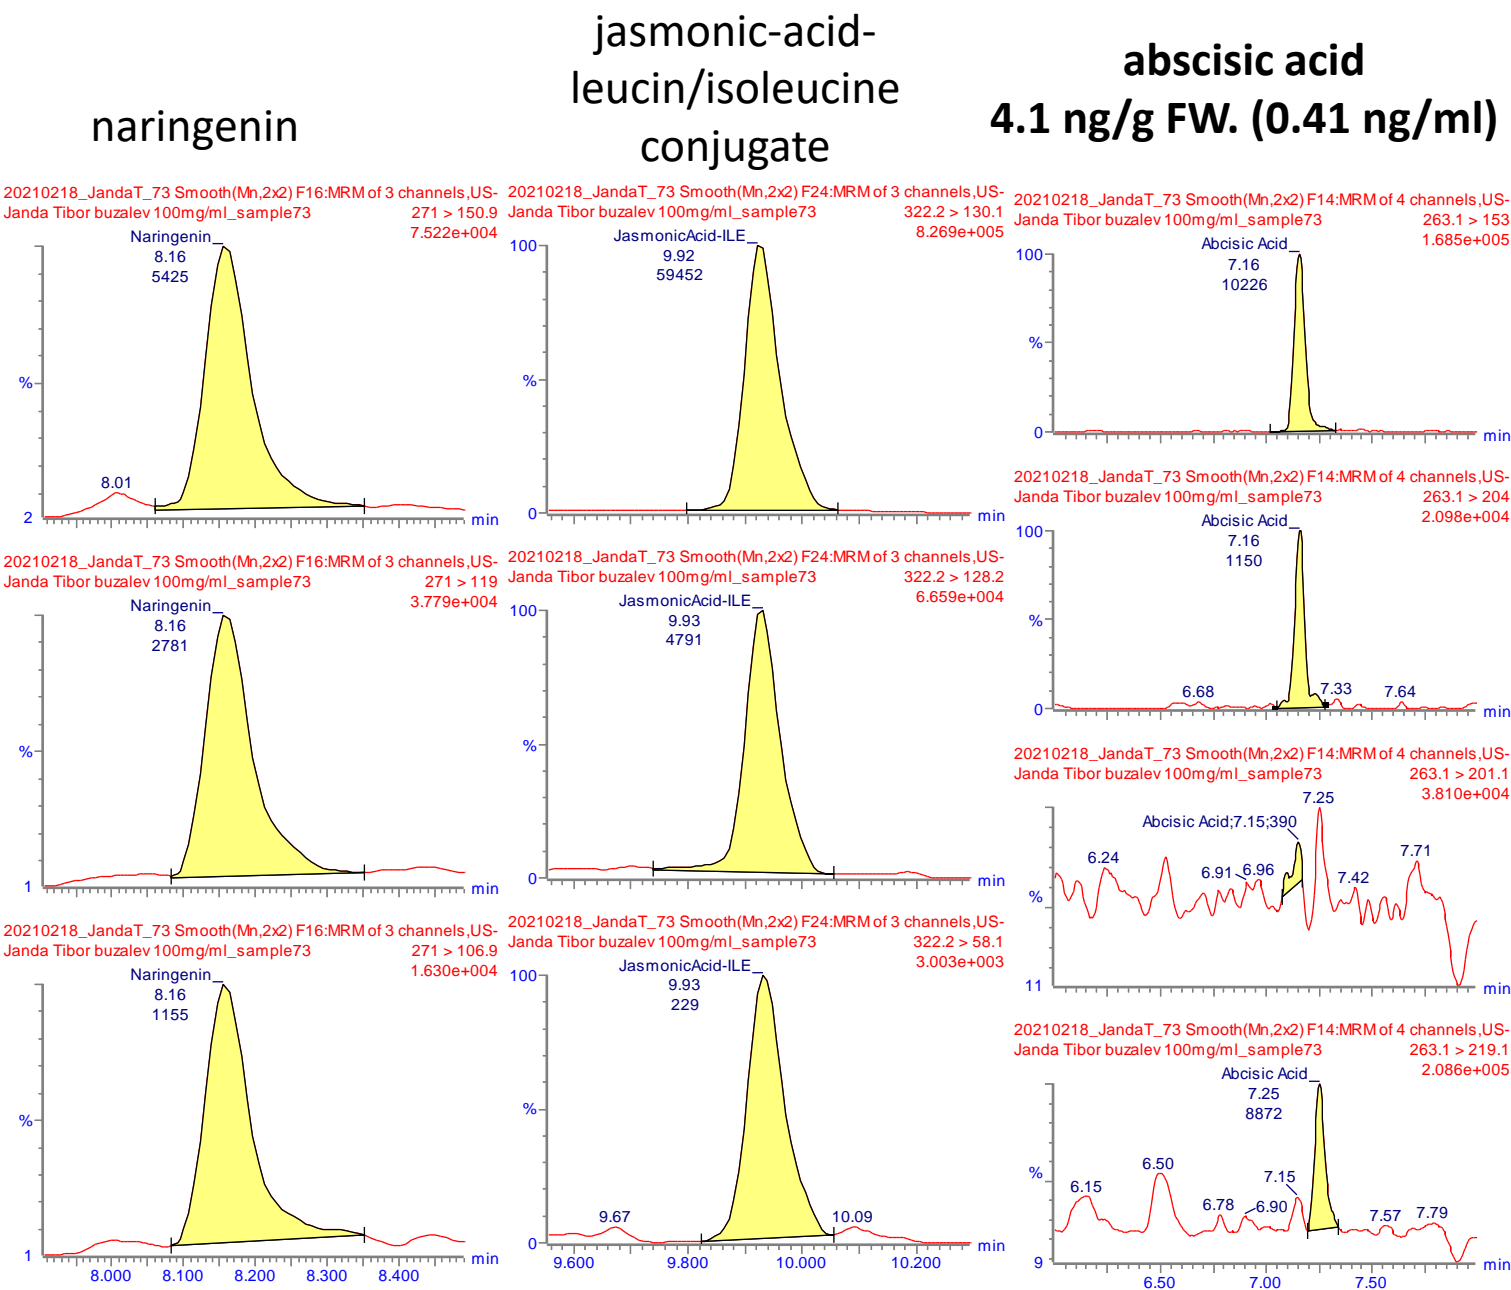 naringenin
20210218_JandaT_73 Smooth(Mn,2x2) F16:MRM of 3 channels,US-
Janda Tibor buzalev 100mg/ml_sample73 271 > 150.9
7.522e+004
Naringenin
8.16
5425
8.01
%
2
min
20210218_JandaT_73 Smooth(Mn,2x2) F16:MRM of 3 channels,US-
Janda Tibor buzalev 100mg/ml_sample73 271 > 119
3.779e+004
Naringenin
8.16
2781
%
1
min
20210218_JandaT_73 Smooth(Mn,2x2) F16:MRM of 3 channels,US-
Janda Tibor buzalev 100mg/ml_sample73 271 > 106.9
1.630e+004
Naringenin
8.16
1155
%
1
min
8.000 8.100 8.200 8.300 8.400
jasmonic-acid-
leucin/isoleucine
conjugate
20210218_JandaT_73 Smooth(Mn,2x2) F24:MRM of 3 channels,US-
Janda Tibor buzalev 100mg/ml_sample73 322.2 > 130.1
8.269e+005
100
JasmonicAcid-ILE
9.92
59452
%
0
min
20210218_JandaT_73 Smooth(Mn,2x2) F24:MRM of 3 channels,US-
Janda Tibor buzalev 100mg/ml_sample73 322.2 > 128.2
6.659e+004
100
JasmonicAcid-ILE
9.93
4791
%
0
min
20210218_JandaT_73 Smooth(Mn,2x2) F24:MRM of 3 channels,US-
Janda Tibor buzalev 100mg/ml_sample73 322.2 > 58.1
3.003e+003
100
JasmonicAcid-ILE
9.93
229
%
9.67
10.09
0
min
9.600 9.800 10.000 10.200
abscisic acid
4.1 ng/g FW. (0.41 ng/ml)
20210218_JandaT_73 Smooth(Mn,2x2) F14:MRM of 4 channels,US-
Janda Tibor buzalev 100mg/ml_sample73 263.1 > 153
1.685e+005
100
Abcisic Acid
7.16
10226
%
0
min
20210218_JandaT_73 Smooth(Mn,2x2) F14:MRM of 4 channels,US-
Janda Tibor buzalev 100mg/ml_sample73 263.1 > 204
2.098e+004
100
Abcisic Acid
7.16
1150
%
6.68 7.33 7.64
0
min
20210218_JandaT_73 Smooth(Mn,2x2) F14:MRM of 4 channels,US-
Janda Tibor buzalev 100mg/ml_sample73 263.1 > 201.1
3.810e+004
7.25
Abcisic Acid;7.15;390
6.24 6.91 6.96 7.42 7.71
%
11
min
20210218_JandaT_73 Smooth(Mn,2x2) F14:MRM of 4 channels,US-
Janda Tibor buzalev 100mg/ml_sample73 263.1 > 219.1
2.086e+005
Abcisic Acid
7.25
8872
%
6.15 6.50 6.78 6.90 7.15 7.57 7.79
9
min
6.50 7.00 7.50